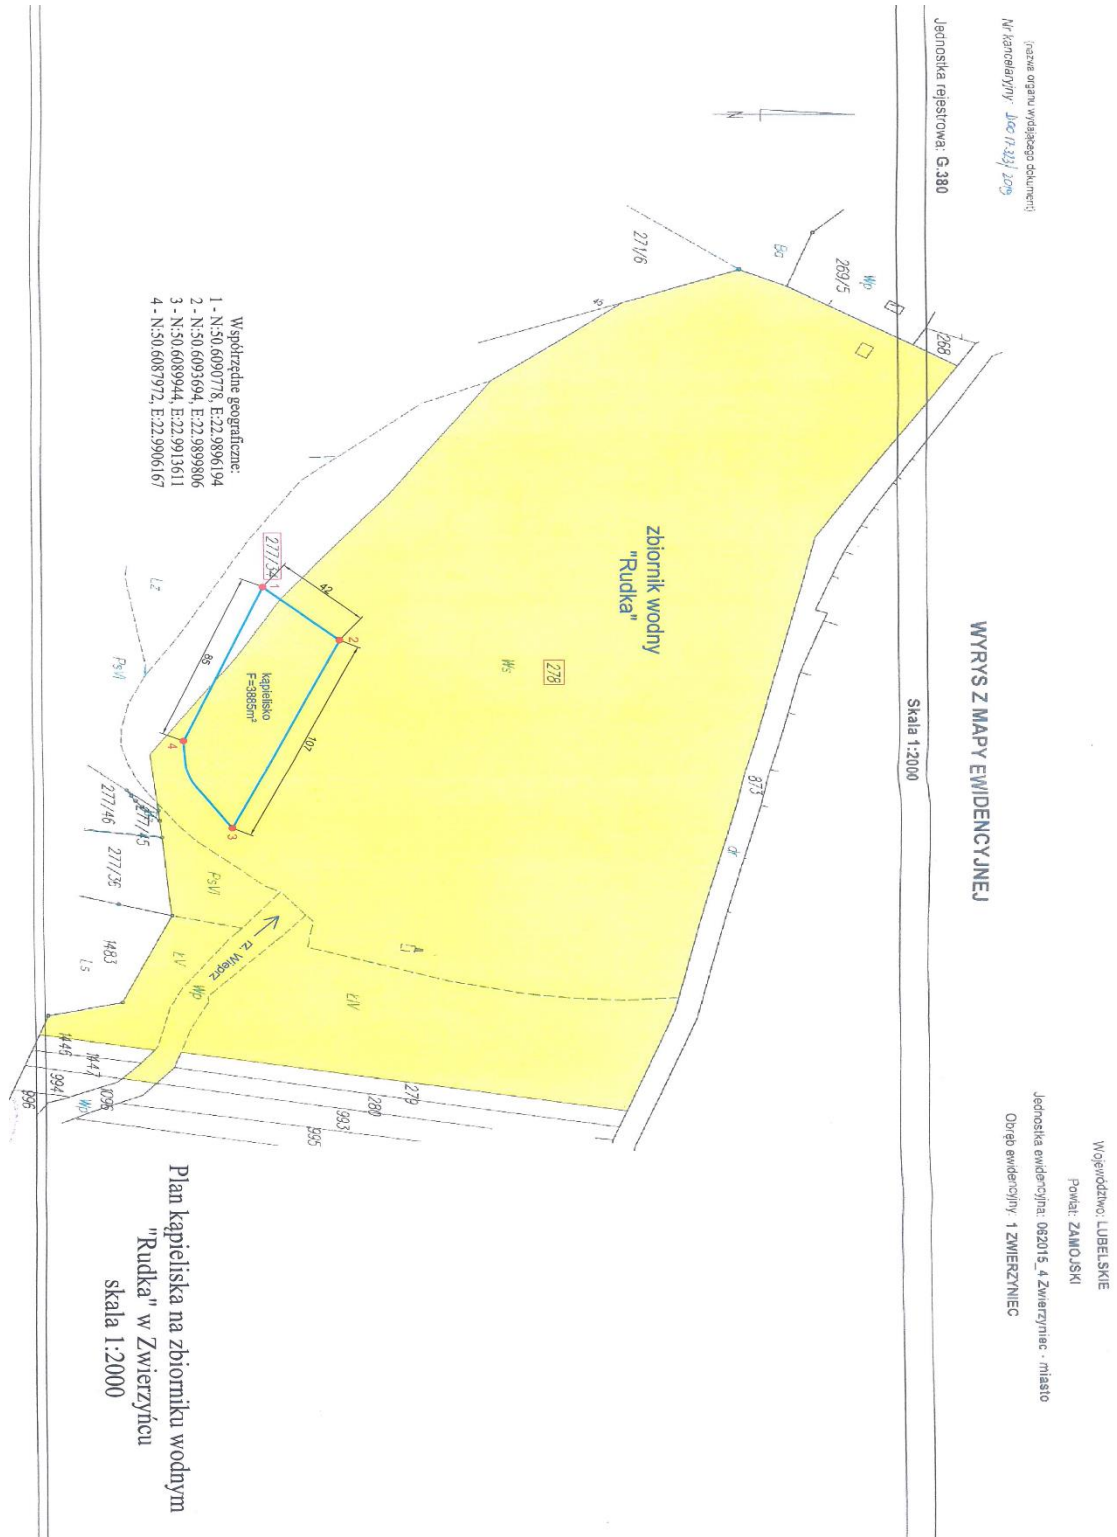 (nazwa organu wydającego dokument)
Nr kancelaryjny:
2019
Jednostka rejestrowa: G.380
WYRYS Z MAPY EWIDENCYJNEJ
Skala 1:2000
Województwo: LUBELSKIE
Powiat: ZAMOJSKI
Jednostka ewidencyjna: 062015_4 Zwierzyniec - miasto
Obręb ewidencyjny: 1 ZWIERZYNIEC
N
268
Wp
269/5
Ba
271/6
873
dr
zbiornik wodny
"Rudka"
278
Ws
277/34
1
42
2
85
107
kąpielisko
F=3885m²
4
3
Lz
PsVI
277/45
277/46
277/36
PsVI
rz. Wieprz
ŁV
Wp
ŁIV
1483
Ls
1446
1447
1095
994
996
Wp
279
280
993
995
Współrzędne geograficzne:
1 - N:50.6090778, E:22.9896194
2 - N:50.6093694, E:22.9899806
3 - N:50.6089944, E:22.9913611
4 - N:50.6087972, E:22.9906167
Plan kąpieliska na zbiorniku wodnym
"Rudka" w Zwierzyńcu
skala 1:2000